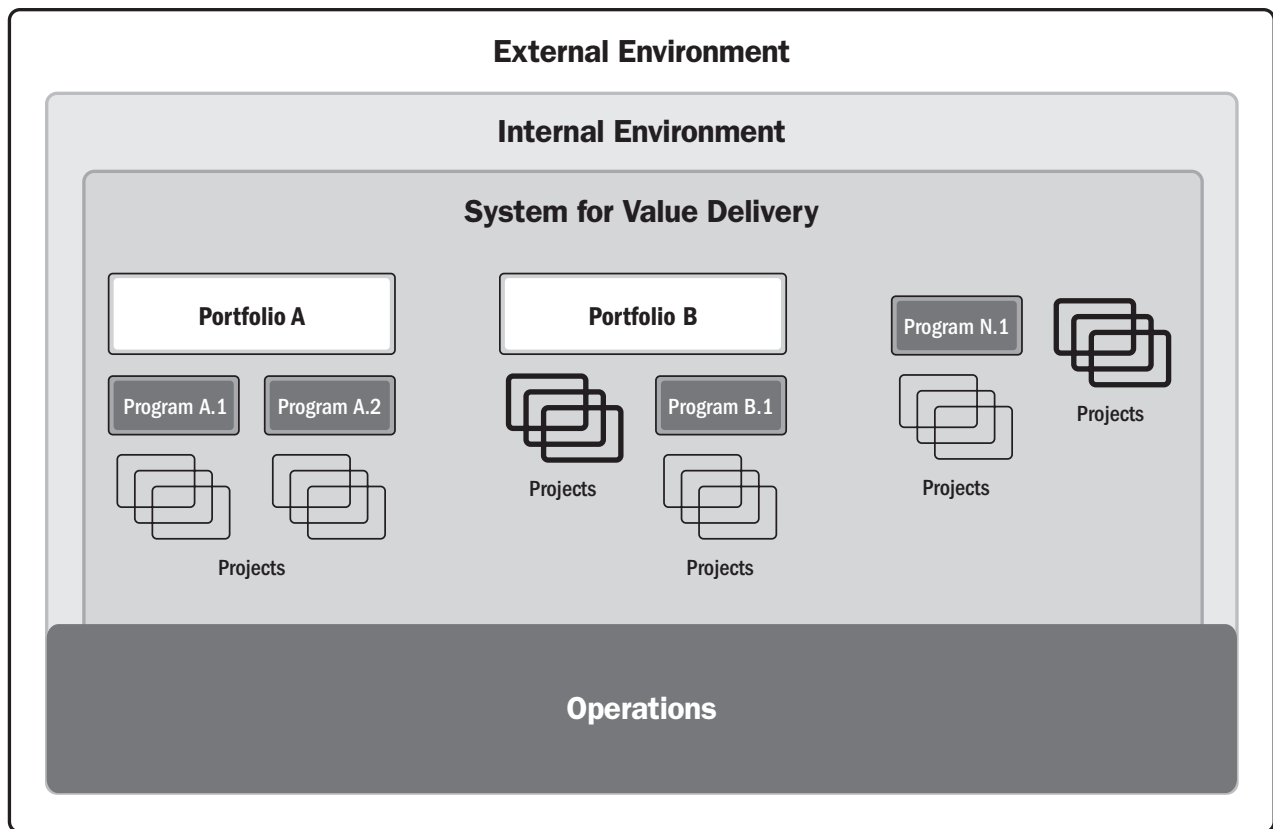 External Environment
Internal Environment
System for Value Delivery
Portfolio A
Portfolio B
Program N.1
Projects
Program A.1
Program A.2
Program B.1
Projects
Projects
Projects
Projects
Operations